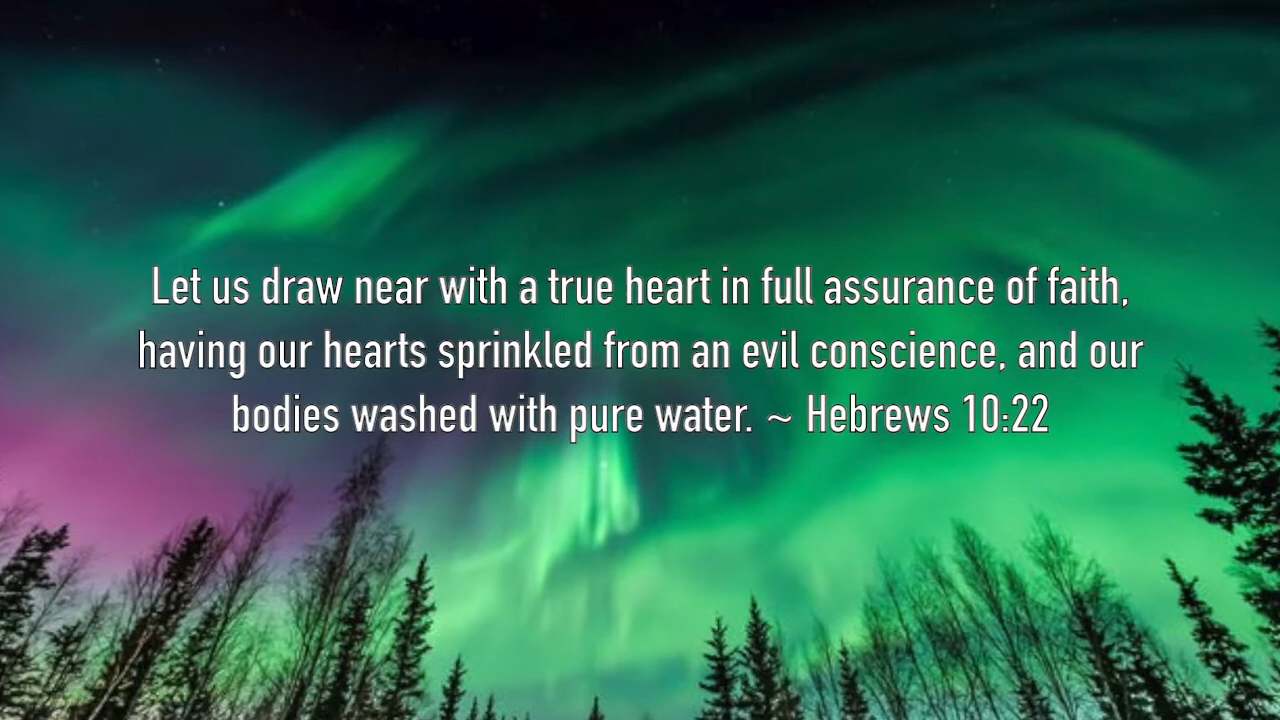 Let us draw near with a true heart in full assurance of faith,
having our hearts sprinkled from an evil conscience, and our
bodies washed with pure water. ~ Hebrews 10:22